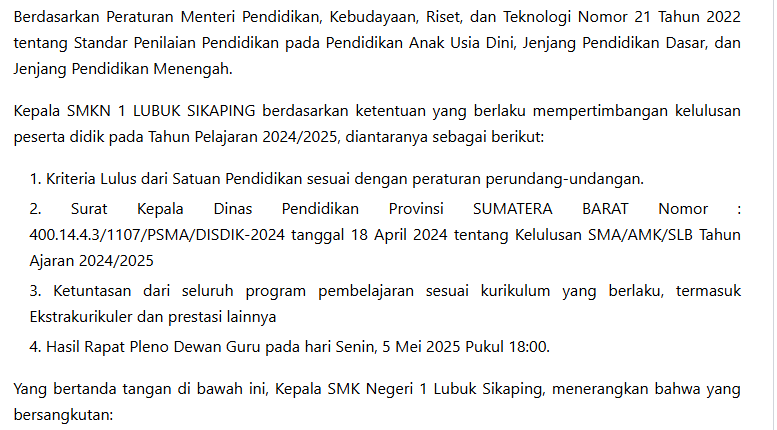 Berdasarkan Peraturan Menteri Pendidikan, Kebudayaan, Riset, dan Teknologi Nomor 21 Tahun 2022
tentang Standar Penilaian Pendidikan pada Pendidikan Anak Usia Dini, Jenjang Pendidikan Dasar, dan
Jenjang Pendidikan Menengah.
Kepala SMKN 1 LUBUK SIKAPING berdasarkan ketentuan yang berlaku mempertimbangan kelulusan
peserta didik pada Tahun Pelajaran 2024/2025, diantaranya sebagai berikut:
1. Kriteria Lulus dari Satuan Pendidikan sesuai dengan peraturan perundang-undangan.
2. Surat Kepala Dinas Pendidikan Provinsi SUMATERA BARAT Nomor :
400.14.4.3/1107/PSMA/DISDIK-2024 tanggal 18 April 2024 tentang Kelulusan SMA/AMK/SLB Tahun
Ajaran 2024/2025
3. Ketuntasan dari seluruh program pembelajaran sesuai kurikulum yang berlaku, termasuk
Ekstrakurikuler dan prestasi lainnya
4. Hasil Rapat Pleno Dewan Guru pada hari Senin, 5 Mei 2025 Pukul 18:00.
Yang bertanda tangan di bawah ini, Kepala SMK Negeri 1 Lubuk Sikaping, menerangkan bahwa yang
bersangkutan: